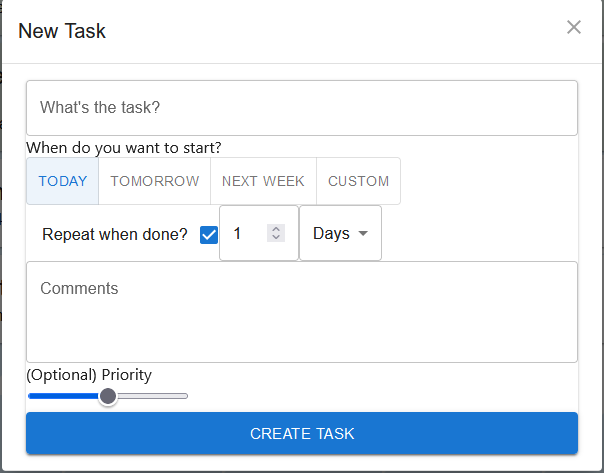 New Task
What's the task?
When do you want to start?
TODAY TOMORROW NEXT WEEK CUSTOM
Repeat when done? 1 Days
Comments
(Optional) Priority
CREATE TASK